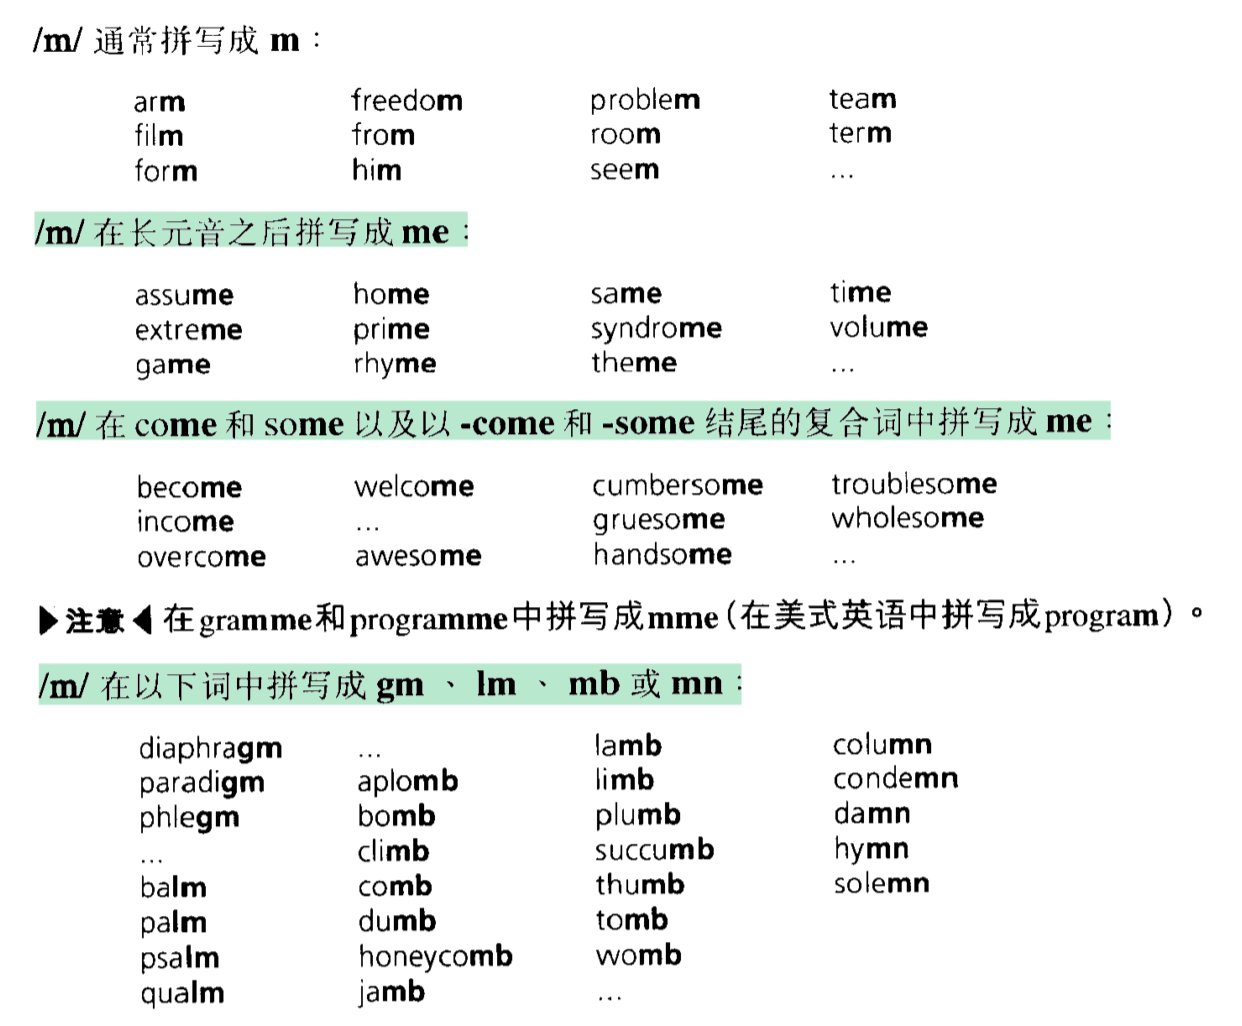 /m/ 通常拼写成 m：
arm freedom problem team
film from room term
form him seem …
/m/ 在长元音之后拼写成 me：
assume home same time
extreme prime syndrome volume
game rhyme theme …
/m/ 在 come 和 some 以及以 -come 和 -some 结尾的复合词中拼写成 me：
become welcome cumbersome troublesome
income … gruesome wholesome
overcome awesome handsome …
▶注意◀ 在gramme和programme中拼写成mme（在美式英语中拼写成program）。
/m/ 在以下词中拼写成 gm 、 lm 、 mb 或 mn：
diaphragm … lamb column
paradigm aplomb limb condemn
phlegm bomb plumb damn
… climb succumb hymn
balm comb thumb solemn
palm dumb tomb
psalm honeycomb womb
qualm jamb …